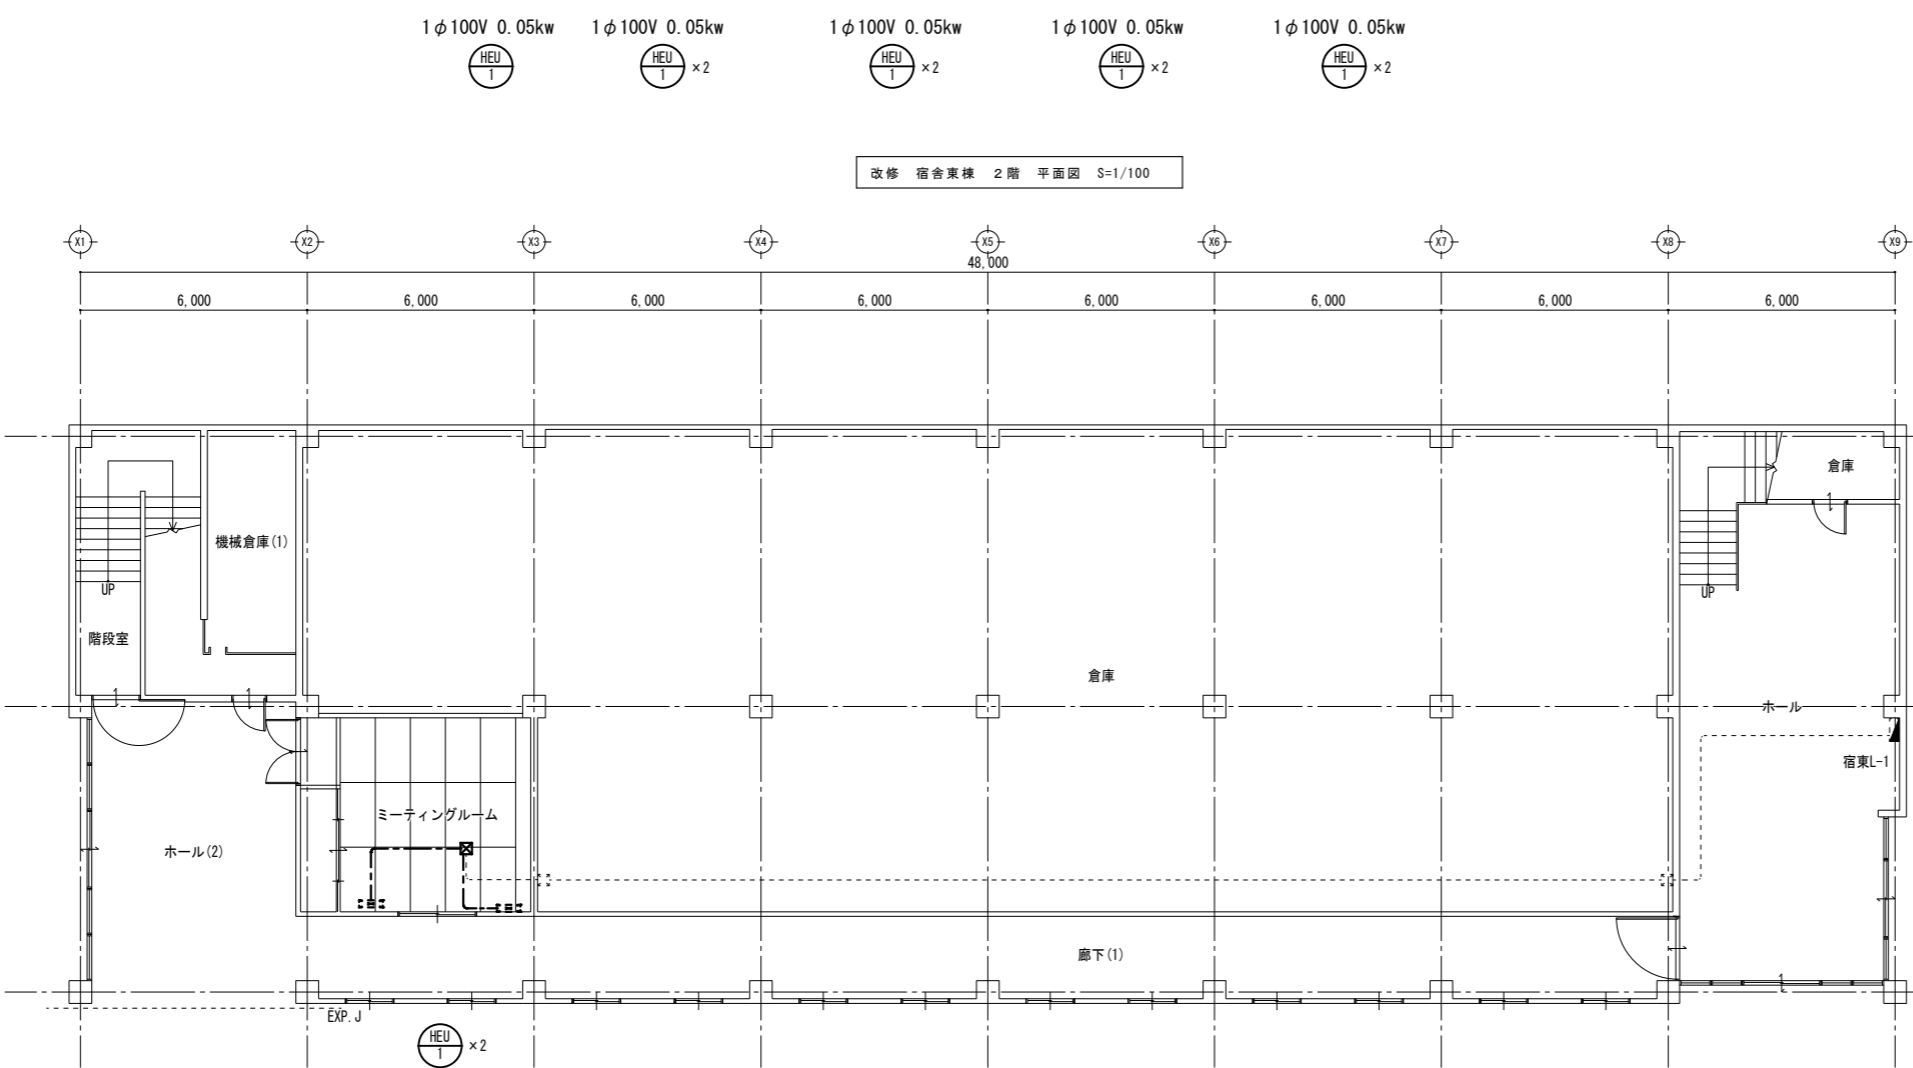 1φ100V 0.05kw 1φ100V 0.05kw 1φ100V 0.05kw 1φ100V 0.05kw 1φ100V 0.05kw
HEU
1
HEU
1
×2
HEU
1
×2
HEU
1
×2
HEU
1
×2
改修 宿舎東棟 2階 平面図 S=1/100
X1 X2 X3 X4 X5 X6 X7 X8 X9
48,000
6,000 6,000 6,000 6,000 6,000 6,000 6,000 6,000
倉庫
機械倉庫(1)
UP
UP
階段室
倉庫
ホール
宿東L-1
ミーティングルーム
ホール(2)
廊下(1)
EXP.J
HEU
1
×2